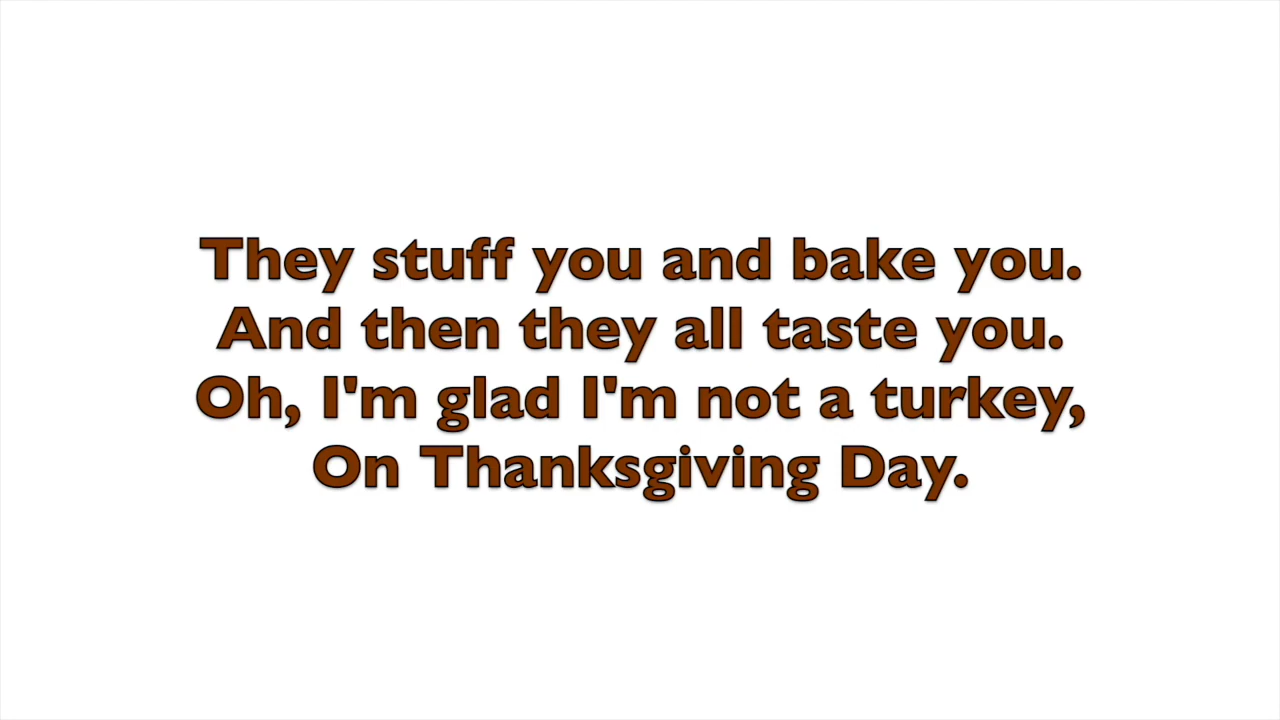 They stuff you and bake you.
And then they all taste you.
Oh, I'm glad I'm not a turkey,
On Thanksgiving Day.